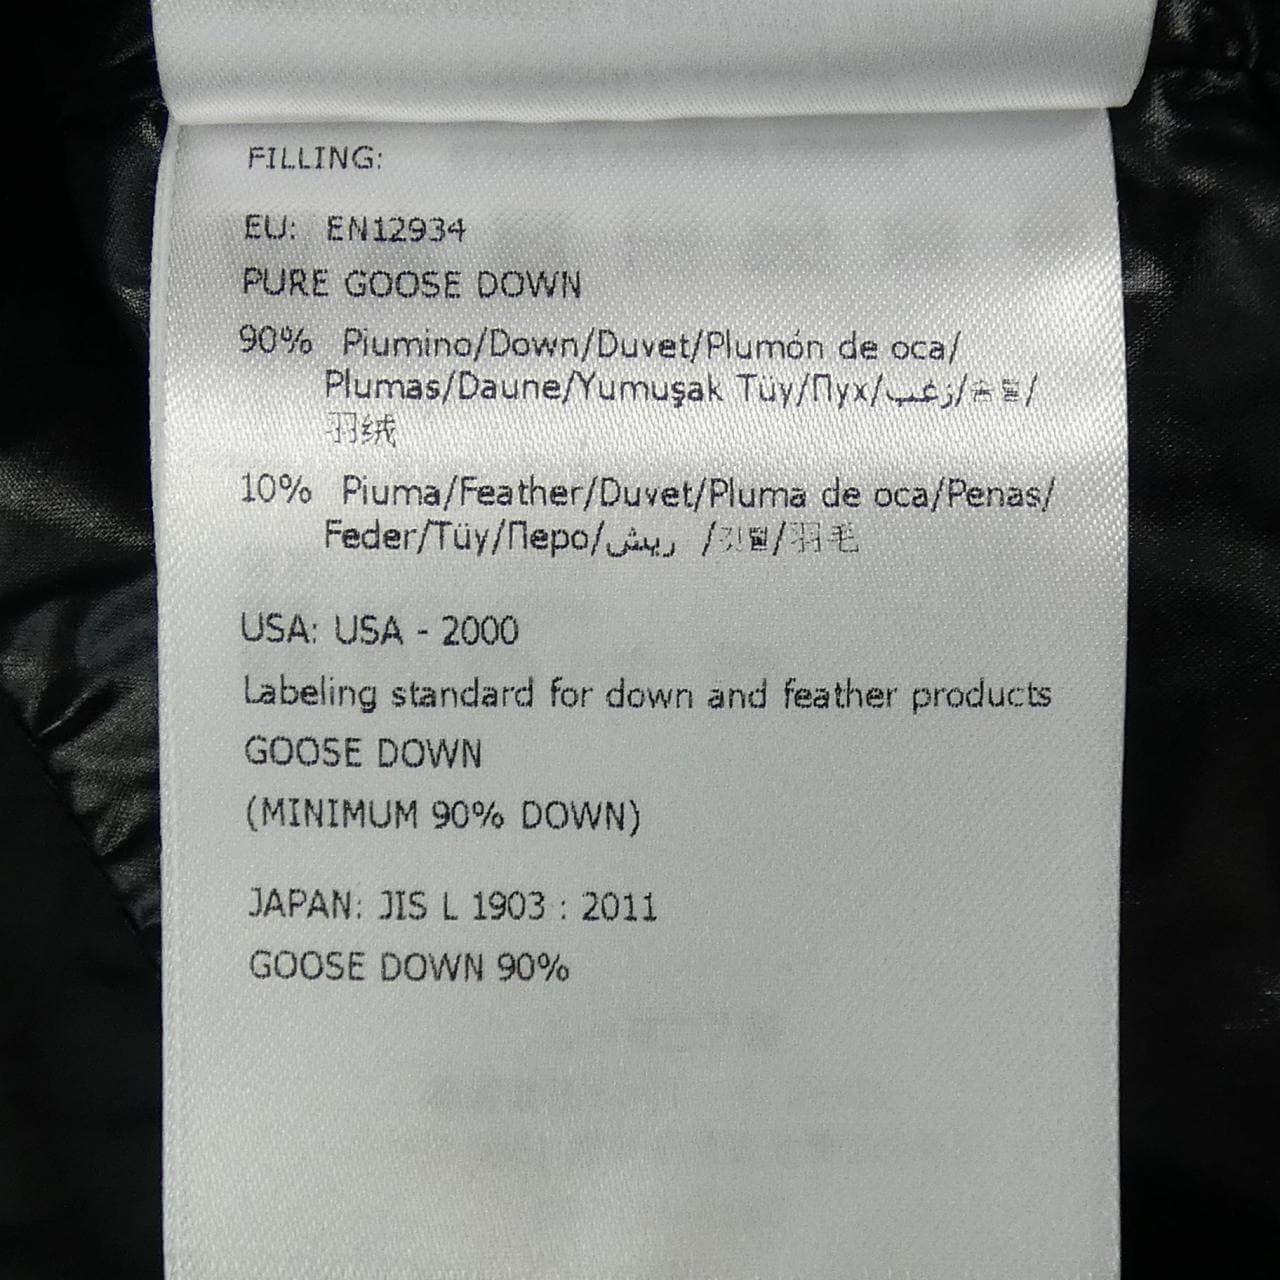 FILLING:
EU: EN12934
PURE GOOSE DOWN
90% Piumino/Down/Duvet/Plumón de oca/
Plumas/Daune/Yumuşak Tüy/Пух/زغب/솜털/
羽绒
10% Piuma/Feather/Duvet/Pluma de oca/Penas/
Feder/Tüy/Перо/ريش /깃털/羽毛
USA: USA - 2000
Labeling standard for down and feather products
GOOSE DOWN
(MINIMUM 90% DOWN)
JAPAN: JIS L 1903 : 2011
GOOSE DOWN 90%